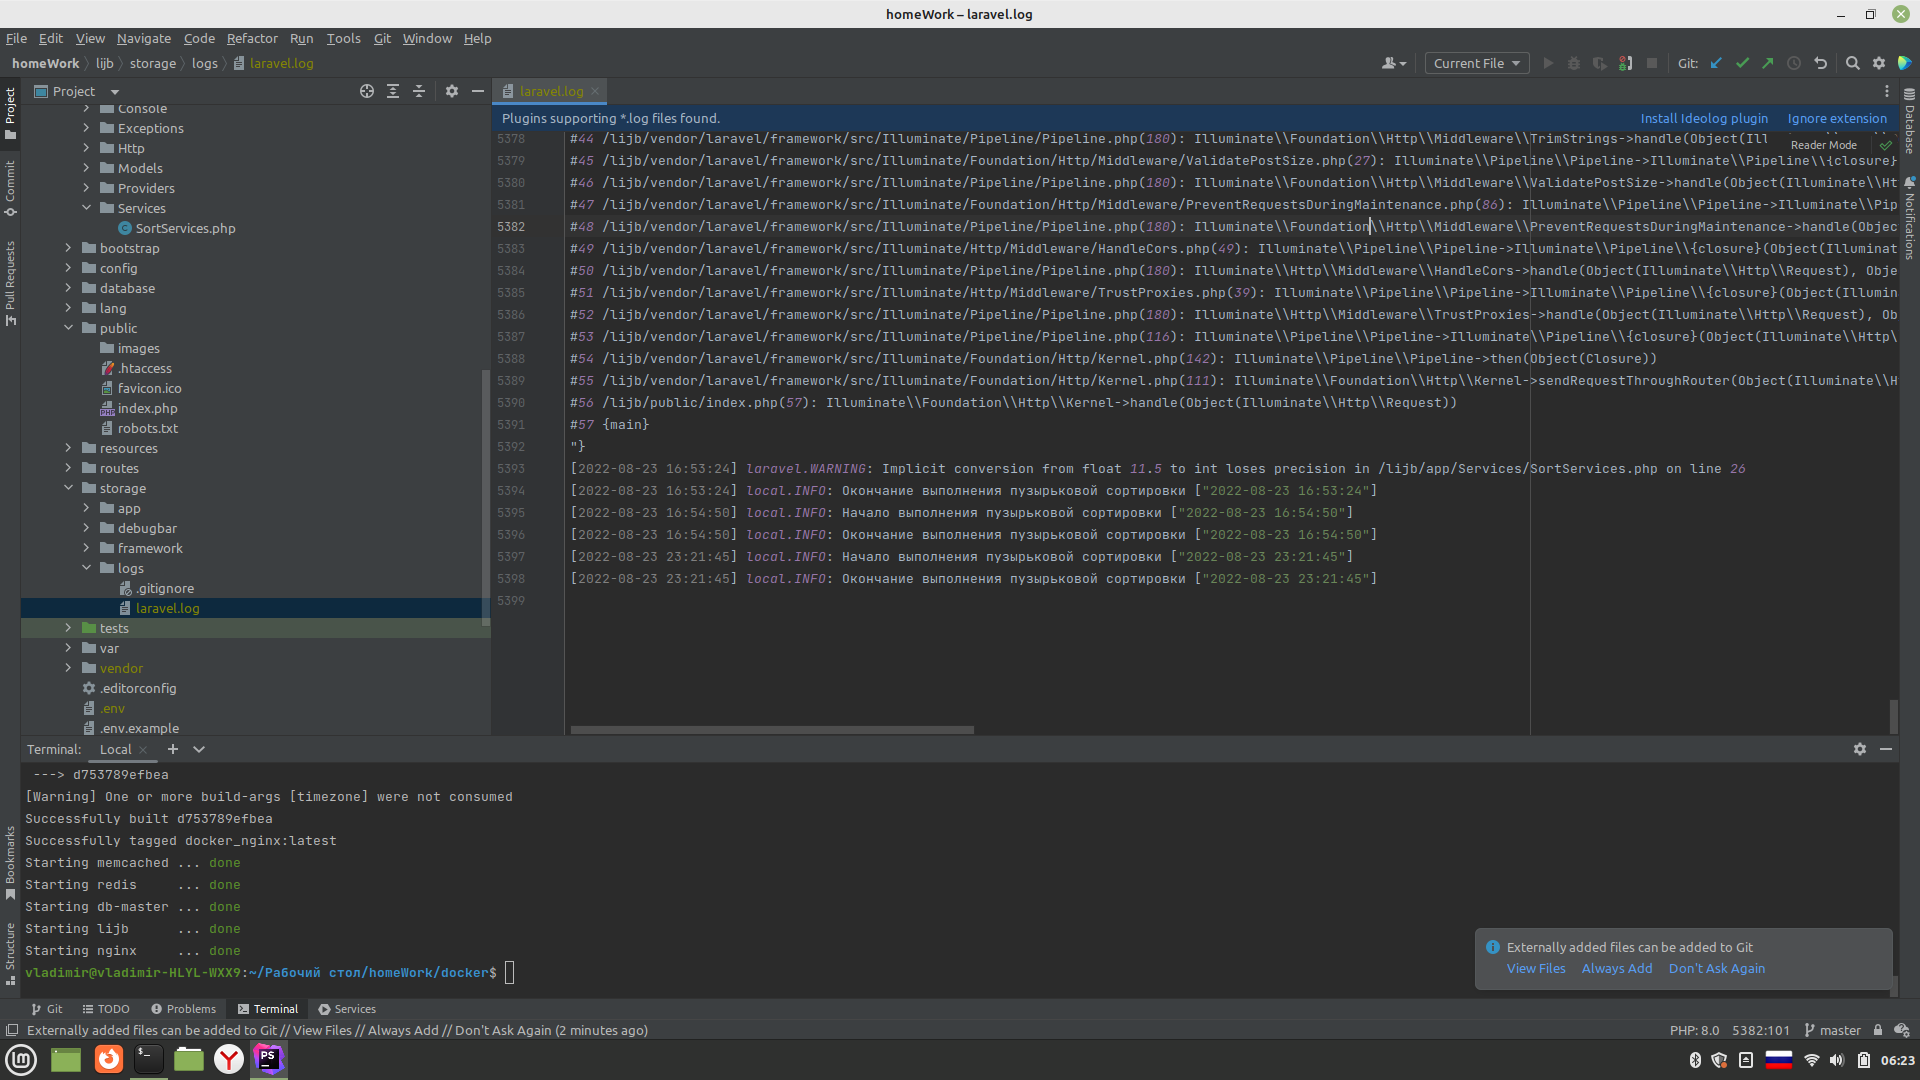 homeWork – laravel.log
File Edit View Navigate Code Refactor Run Tools Git Window Help
homeWork lijb storage logs laravel.log
Current File
Git:
Project
laravel.log
Plugins supporting *.log files found.
Install Ideolog plugin Ignore extension
Reader Mode
Project
Commit
Pull Requests
Bookmarks
Structure
Database
Notifications
Console
Exceptions
Http
Models
Providers
Services
SortServices.php
bootstrap
config
database
lang
public
images
.htaccess
favicon.ico
index.php
robots.txt
resources
routes
storage
app
debugbar
framework
logs
.gitignore
laravel.log
tests
var
vendor
.editorconfig
.env
.env.example
5378 #44 /lijb/vendor/laravel/framework/src/Illuminate/Pipeline/Pipeline.php(180): Illuminate\\Foundation\\Http\\Middleware\\TrimStrings->handle(Object(Ill
5379 #45 /lijb/vendor/laravel/framework/src/Illuminate/Foundation/Http/Middleware/ValidatePostSize.php(27): Illuminate\\Pipeline\\Pipeline->Illuminate\\Pipeline\\{closure}
5380 #46 /lijb/vendor/laravel/framework/src/Illuminate/Pipeline/Pipeline.php(180): Illuminate\\Foundation\\Http\\Middleware\\ValidatePostSize->handle(Object(Illuminate\\Ht
5381 #47 /lijb/vendor/laravel/framework/src/Illuminate/Foundation/Http/Middleware/PreventRequestsDuringMaintenance.php(86): Illuminate\\Pipeline\\Pipeline->Illuminate\\Pip
5382 #48 /lijb/vendor/laravel/framework/src/Illuminate/Pipeline/Pipeline.php(180): Illuminate\\Foundation\\Http\\Middleware\\PreventRequestsDuringMaintenance->handle(Objec
5383 #49 /lijb/vendor/laravel/framework/src/Illuminate/Http/Middleware/HandleCors.php(49): Illuminate\\Pipeline\\Pipeline->Illuminate\\Pipeline\\{closure}(Object(Illuminat
5384 #50 /lijb/vendor/laravel/framework/src/Illuminate/Pipeline/Pipeline.php(180): Illuminate\\Http\\Middleware\\HandleCors->handle(Object(Illuminate\\Http\\Request), Obje
5385 #51 /lijb/vendor/laravel/framework/src/Illuminate/Http/Middleware/TrustProxies.php(39): Illuminate\\Pipeline\\Pipeline->Illuminate\\Pipeline\\{closure}(Object(Illumin
5386 #52 /lijb/vendor/laravel/framework/src/Illuminate/Pipeline/Pipeline.php(180): Illuminate\\Http\\Middleware\\TrustProxies->handle(Object(Illuminate\\Http\\Request), Ob
5387 #53 /lijb/vendor/laravel/framework/src/Illuminate/Pipeline/Pipeline.php(116): Illuminate\\Pipeline\\Pipeline->Illuminate\\Pipeline\\{closure}(Object(Illuminate\\Http\
5388 #54 /lijb/vendor/laravel/framework/src/Illuminate/Foundation/Http/Kernel.php(142): Illuminate\\Pipeline\\Pipeline->then(Object(Closure))
5389 #55 /lijb/vendor/laravel/framework/src/Illuminate/Foundation/Http/Kernel.php(111): Illuminate\\Foundation\\Http\\Kernel->sendRequestThroughRouter(Object(Illuminate\\H
5390 #56 /lijb/public/index.php(57): Illuminate\\Foundation\\Http\\Kernel->handle(Object(Illuminate\\Http\\Request))
5391 #57 {main}
5392 "}
5393 [2022-08-23 16:53:24] laravel.WARNING: Implicit conversion from float 11.5 to int loses precision in /lijb/app/Services/SortServices.php on line 26
5394 [2022-08-23 16:53:24] local.INFO: Окончание выполнения пузырьковой сортировки ["2022-08-23 16:53:24"]
5395 [2022-08-23 16:54:50] local.INFO: Начало выполнения пузырьковой сортировки ["2022-08-23 16:54:50"]
5396 [2022-08-23 16:54:50] local.INFO: Окончание выполнения пузырьковой сортировки ["2022-08-23 16:54:50"]
5397 [2022-08-23 23:21:45] local.INFO: Начало выполнения пузырьковой сортировки ["2022-08-23 23:21:45"]
5398 [2022-08-23 23:21:45] local.INFO: Окончание выполнения пузырьковой сортировки ["2022-08-23 23:21:45"]
5399
Terminal: Local
---> d753789efbea
[Warning] One or more build-args [timezone] were not consumed
Successfully built d753789efbea
Successfully tagged docker_nginx:latest
Starting memcached ... done
Starting redis ... done
Starting db-master ... done
Starting lijb ... done
Starting nginx ... done
vladimir@vladimir-HLYL-WXX9:~/Рабочий стол/homeWork/docker$
Externally added files can be added to Git
View Files Always Add Don't Ask Again
Git TODO Problems Terminal Services
Externally added files can be added to Git // View Files // Always Add // Don't Ask Again (2 minutes ago)
PHP: 8.0 5382:101 master
PS
06:23